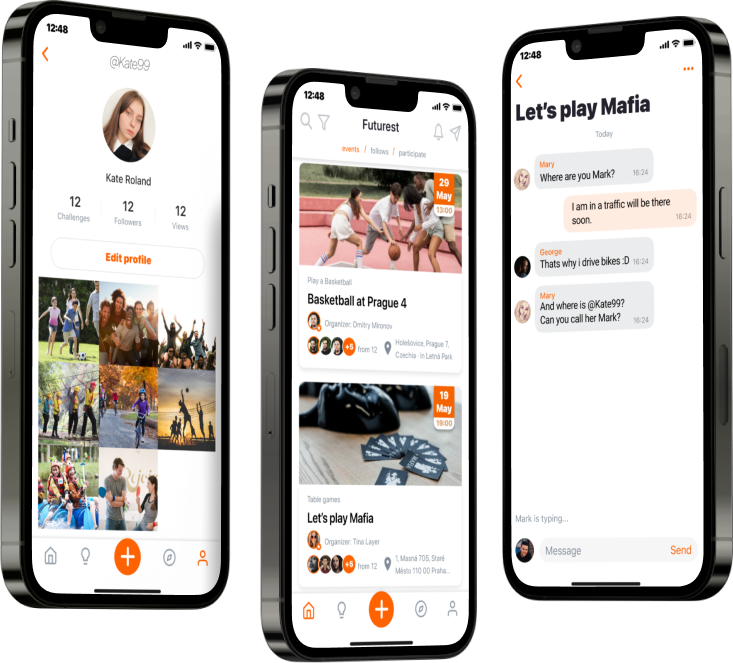 12:48
@Kate99
Kate Roland
12
12
12
Challenges
Followers
Views
Edit profile
12:48
Futurest
events / follows / participate
29
May
13:00
Play a Basketball
Basketball at Prague 4
Organizer: Dmitry Mironov
+5 from 12
Holešovice, Prague 7,
Czechia · in Letná Park
19
May
19:00
Table games
Let's play Mafia
Organizer: Tina Layer
+5 from 12
1, Masná 705, Staré
Město 110 00 Praha...
12:48
Let's play Mafia
Today
Mary
Where are you Mark? 16:24
I am in a traffic will be there
soon. 16:24
George
Thats why i drive bikes :D 16:24
Mary
And where is @Kate99?
Can you call her Mark? 16:24
Mark is typing...
Message
Send